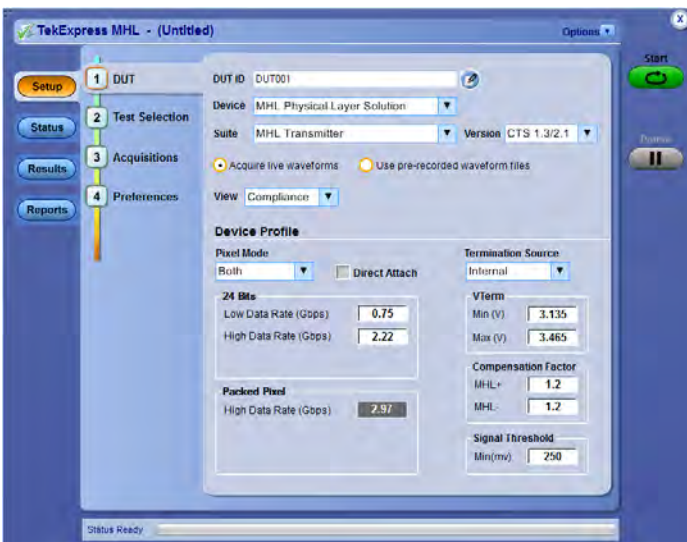 TekExpress MHL - (Untitled)
Options
x
Start
Setup
Status
Results
Reports
1 DUT
2 Test Selection
3 Acquisitions
4 Preferences
DUT ID DUT001
Device MHL Physical Layer Solution
Suite MHL Transmitter Version CTS 1.3/2.1
Acquire live waveforms Use pre-recorded waveform files
View Compliance
Device Profile
Pixel Mode
Both Direct Attach
24 Bits
Low Data Rate (Gbps) 0.75
High Data Rate (Gbps) 2.22
Packed Pixel
High Data Rate (Gbps) 2.97
Termination Source
Internal
VTerm
Min (V) 3.135
Max (V) 3.465
Compensation Factor
MHL+ 1.2
MHL- 1.2
Signal Threshold
Min(mv) 250
Pause
Status Ready